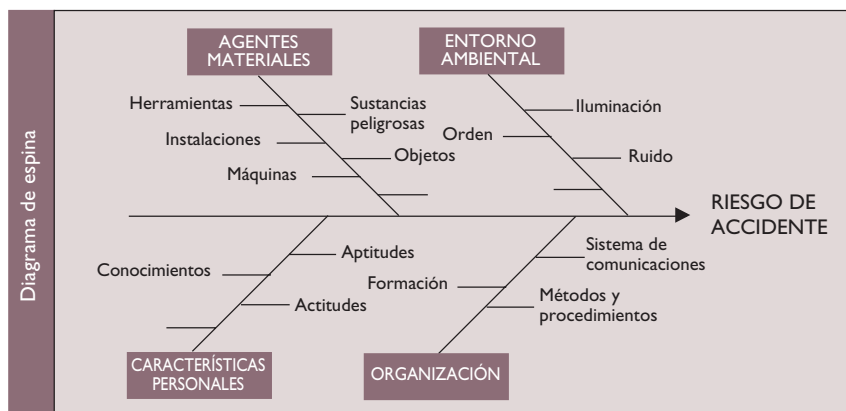 Diagrama de espina
AGENTES
MATERIALES
ENTORNO
AMBIENTAL
Herramientas
Sustancias
peligrosas
Iluminación
Instalaciones
Orden
Objetos
Ruido
Máquinas
RIESGO DE
ACCIDENTE
Aptitudes
Sistema de
comunicaciones
Conocimientos
Formación
Actitudes
Métodos y
procedimientos
CARACTERÍSTICAS
PERSONALES
ORGANIZACIÓN